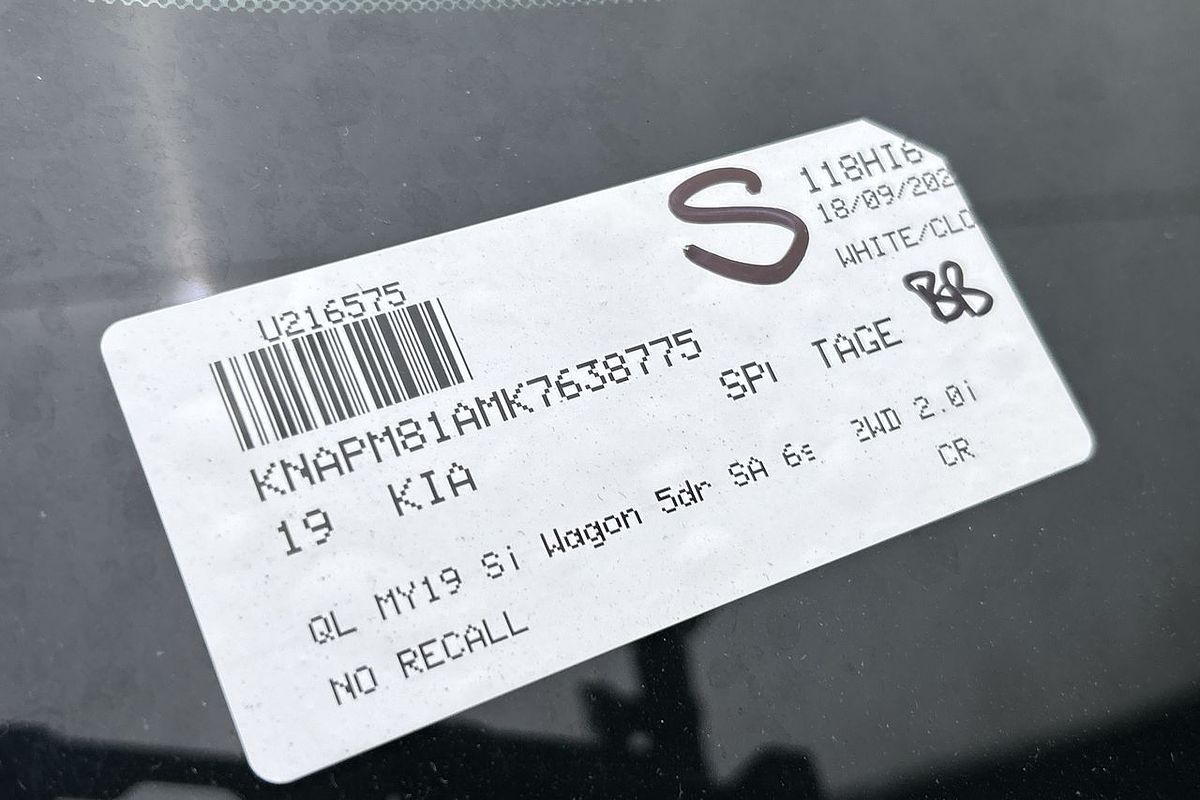 U216575
S
118HI6
18/09/202
WHITE/CLO
BB
KNAPM81AMK7638775
19 KIA SPI TAGE
QL MY19 Si Wagon 5dr SA 6s 2WD 2.0i
CR
NO RECALL